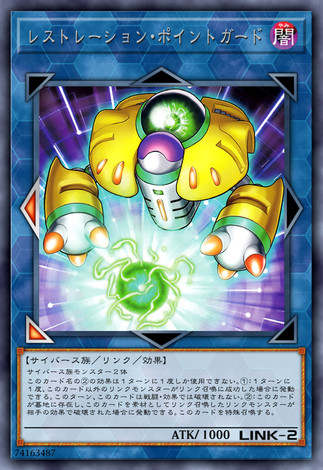 レストレーション・ポイントガード
闇
【サイバース族／リンク／効果】
サイバース族モンスター２体
このカード名の②の効果は１ターンに１度しか使用できない。①：１ターンに
１度、このカード以外のリンクモンスターがリンク召喚に成功した場合に発動
できる。このターン、このカードは戦闘・効果では破壊されない。②：このカード
が墓地に存在し、このカードを素材としてリンク召喚したリンクモンスターが
相手の効果で破壊された場合に発動できる。このカードを特殊召喚する。
ATK/1000 LINK-2
74163487